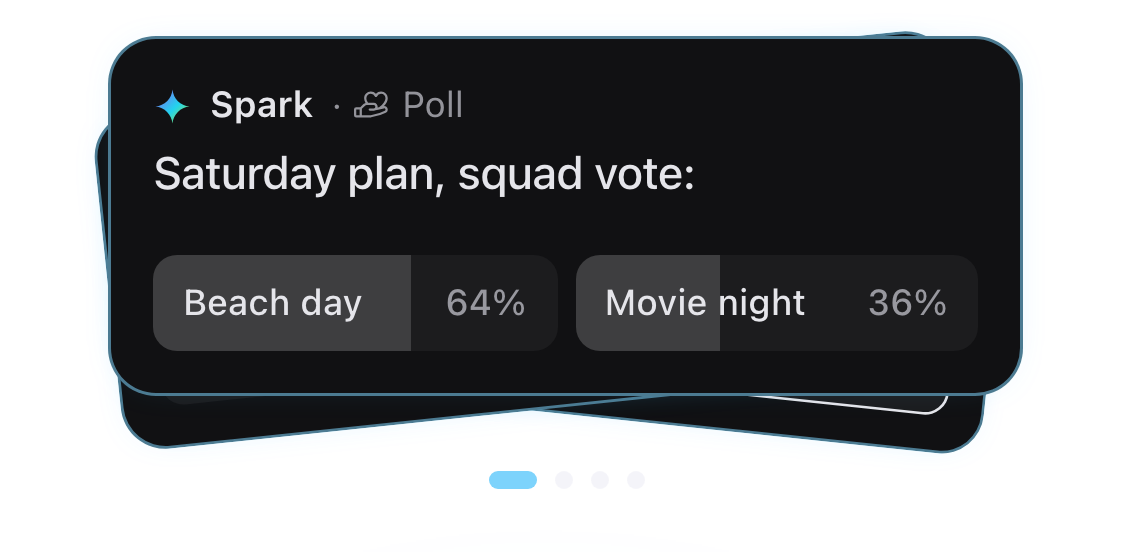 Spark · Poll
Saturday plan, squad vote:
Beach day 64% Movie night 36%